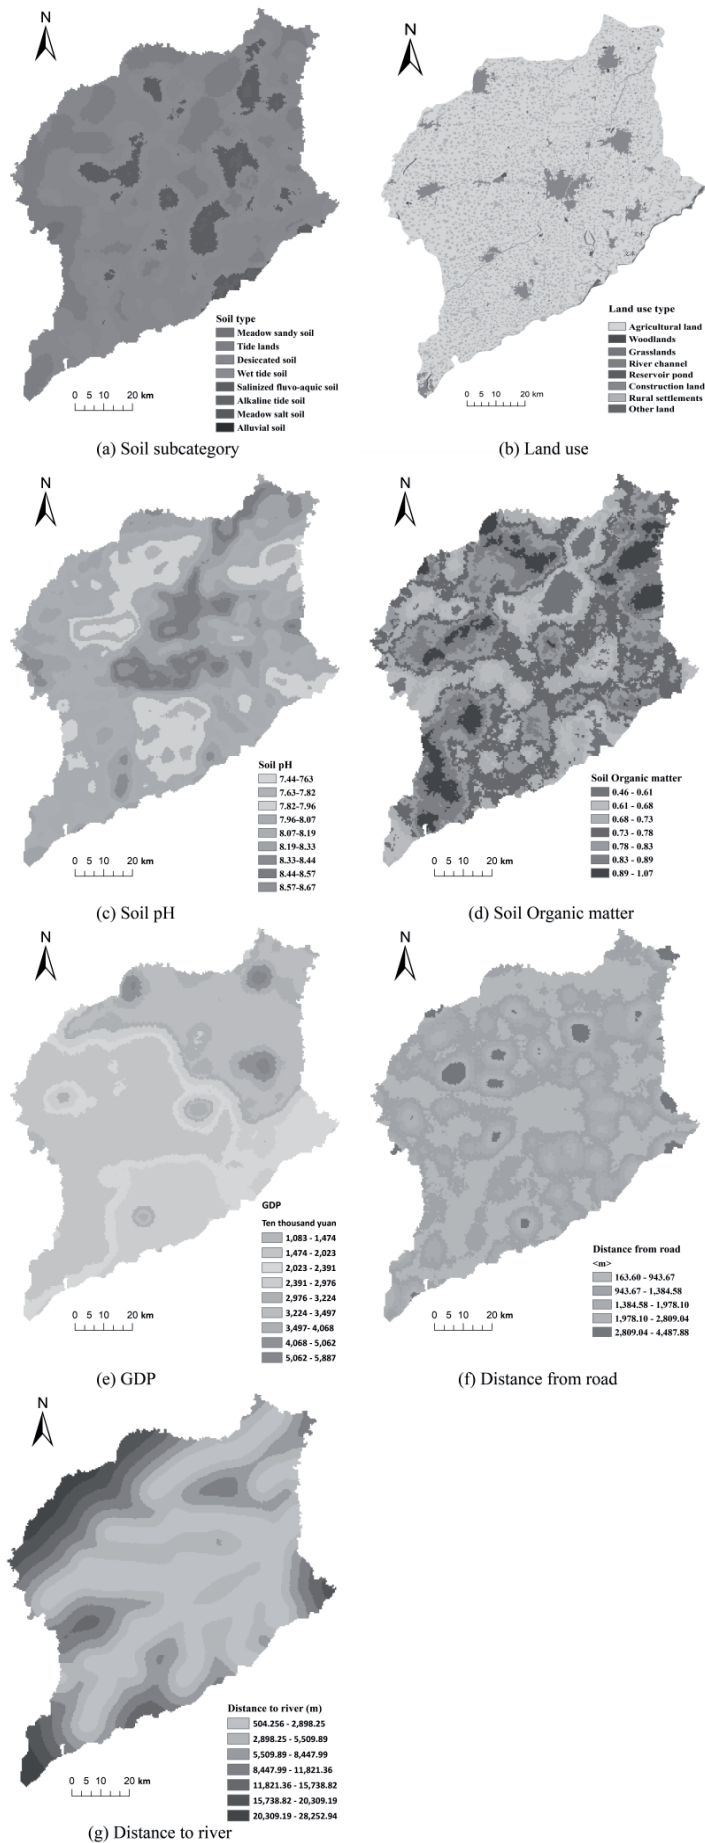 N
Soil type
Meadow sandy soil
Tide lands
Desiccated soil
Wet tide soil
Salinized fluvo-aquic soil
Alkaline tide soil
Meadow salt soil
Alluvial soil
0 5 10 20 km
(a) Soil subcategory
N
Land use type
Agricultural land
Woodlands
Grasslands
River channel
Reservoir pond
Construction land
Rural settlements
Other land
0 5 10 20 km
(b) Land use
N
Soil pH
7.44-763
7.63-7.82
7.82-7.96
7.96-8.07
8.07-8.19
8.19-8.33
8.33-8.44
8.44-8.57
8.57-8.67
0 5 10 20 km
(c) Soil pH
N
Soil Organic matter
0.46 - 0.61
0.61 - 0.68
0.68 - 0.73
0.73 - 0.78
0.78 - 0.83
0.83 - 0.89
0.89 - 1.07
0 5 10 20 km
(d) Soil Organic matter
N
GDP
Ten thousand yuan
1,083 - 1,474
1,474 - 2,023
2,023 - 2,391
2,391 - 2,976
2,976 - 3,224
3,224 - 3,497
3,497- 4,068
4,068 - 5,062
5,062 - 5,887
0 5 10 20 km
(e) GDP
N
Distance from road
<m>
163.60 - 943.67
943.67 - 1,384.58
1,384.58 - 1,978.10
1,978.10 - 2,809.04
2,809.04 - 4,487.88
0 5 10 20 km
(f) Distance from road
N
Distance to river (m)
504.256 - 2,898.25
2,898.25 - 5,509.89
5,509.89 - 8,447.99
8,447.99 - 11,821.36
11,821.36 - 15,738.82
15,738.82 - 20,309.19
20,309.19 - 28,252.94
0 5 10 20 km
(g) Distance to river